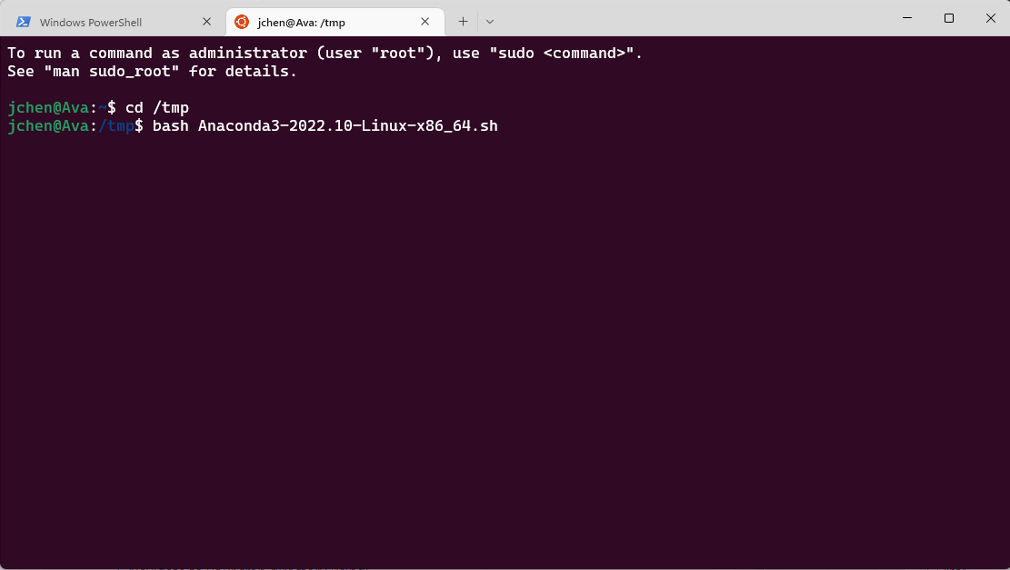 Windows PowerShell
jchen@Ava: /tmp
To run a command as administrator (user "root"), use "sudo <command>".
See "man sudo_root" for details.
jchen@Ava:~$ cd /tmp
jchen@Ava:/tmp$ bash Anaconda3-2022.10-Linux-x86_64.sh